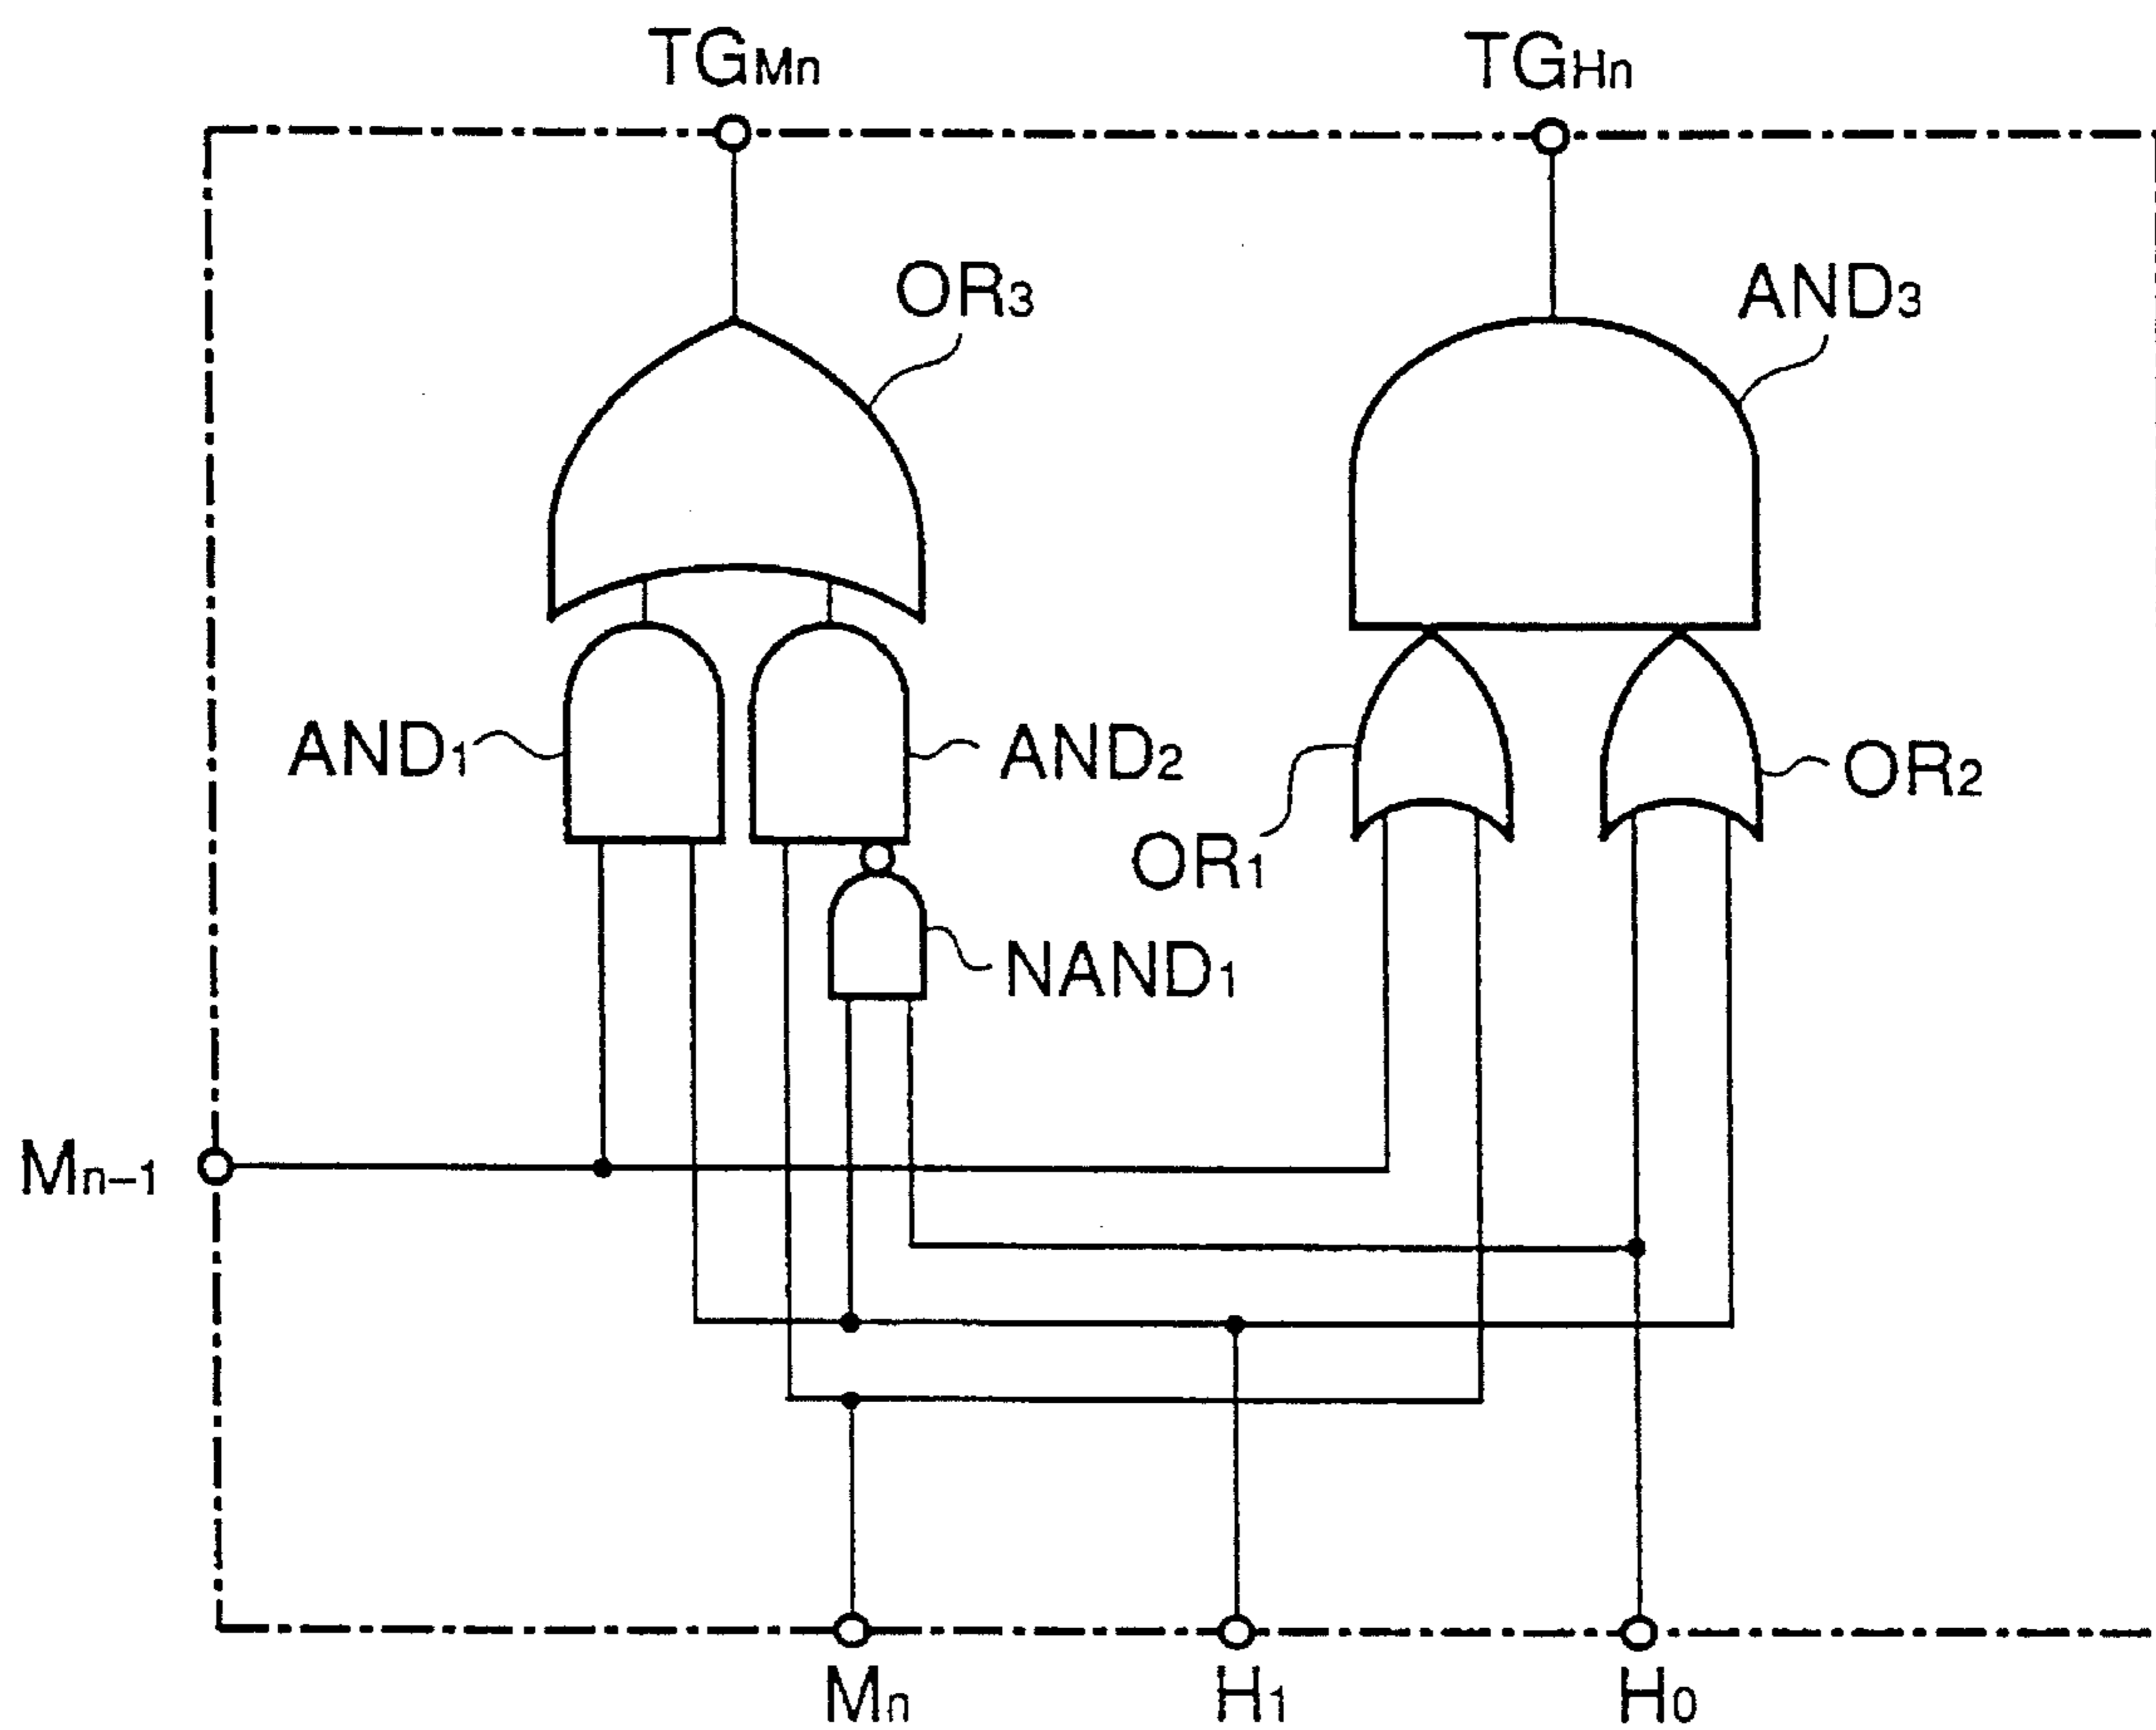 TGMn
TGHn
OR3
AND3
AND1
AND2
OR1
OR2
NAND1
Mn−1
Mn
H1
H0